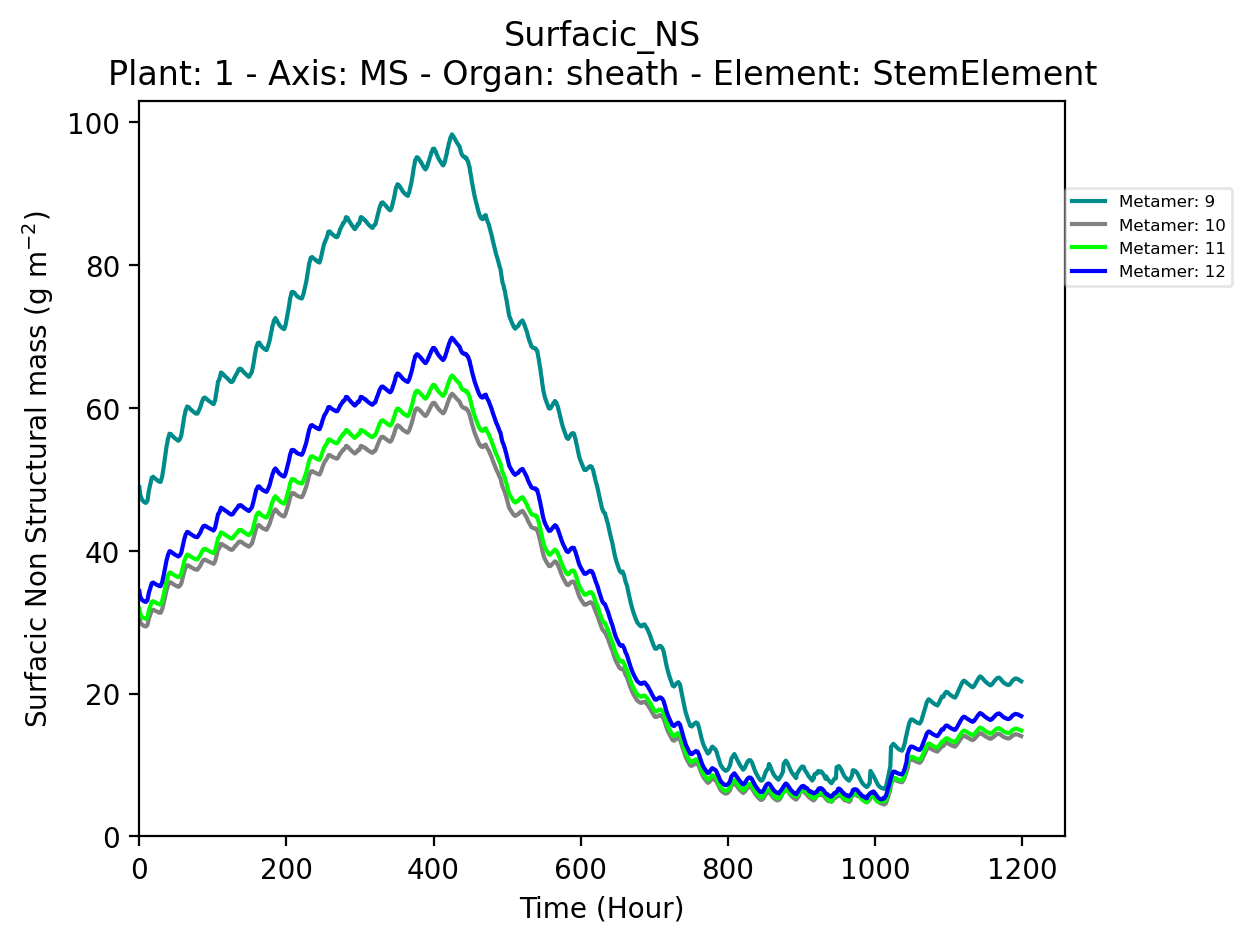 Surfacic_NS
Plant: 1 - Axis: MS - Organ: sheath - Element: StemElement
100
80
60
40
20
0
Surfacic Non Structural mass (g m⁻²)
Metamer: 9
Metamer: 10
Metamer: 11
Metamer: 12
0 200 400 600 800 1000 1200
Time (Hour)